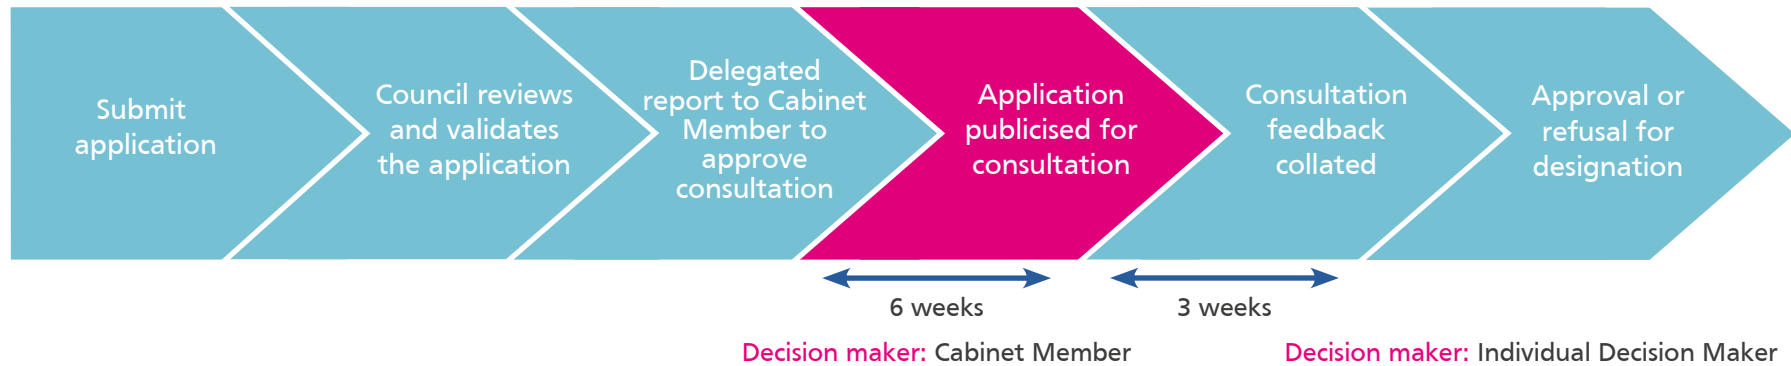 Submit
application
Council reviews
and validates
the application
Delegated
report to Cabinet
Member to
approve
consultation
Application
publicised for
consultation
Consultation
feedback
collated
Approval or
refusal for
designation
6 weeks
3 weeks
Decision maker: Cabinet Member
Decision maker: Individual Decision Maker